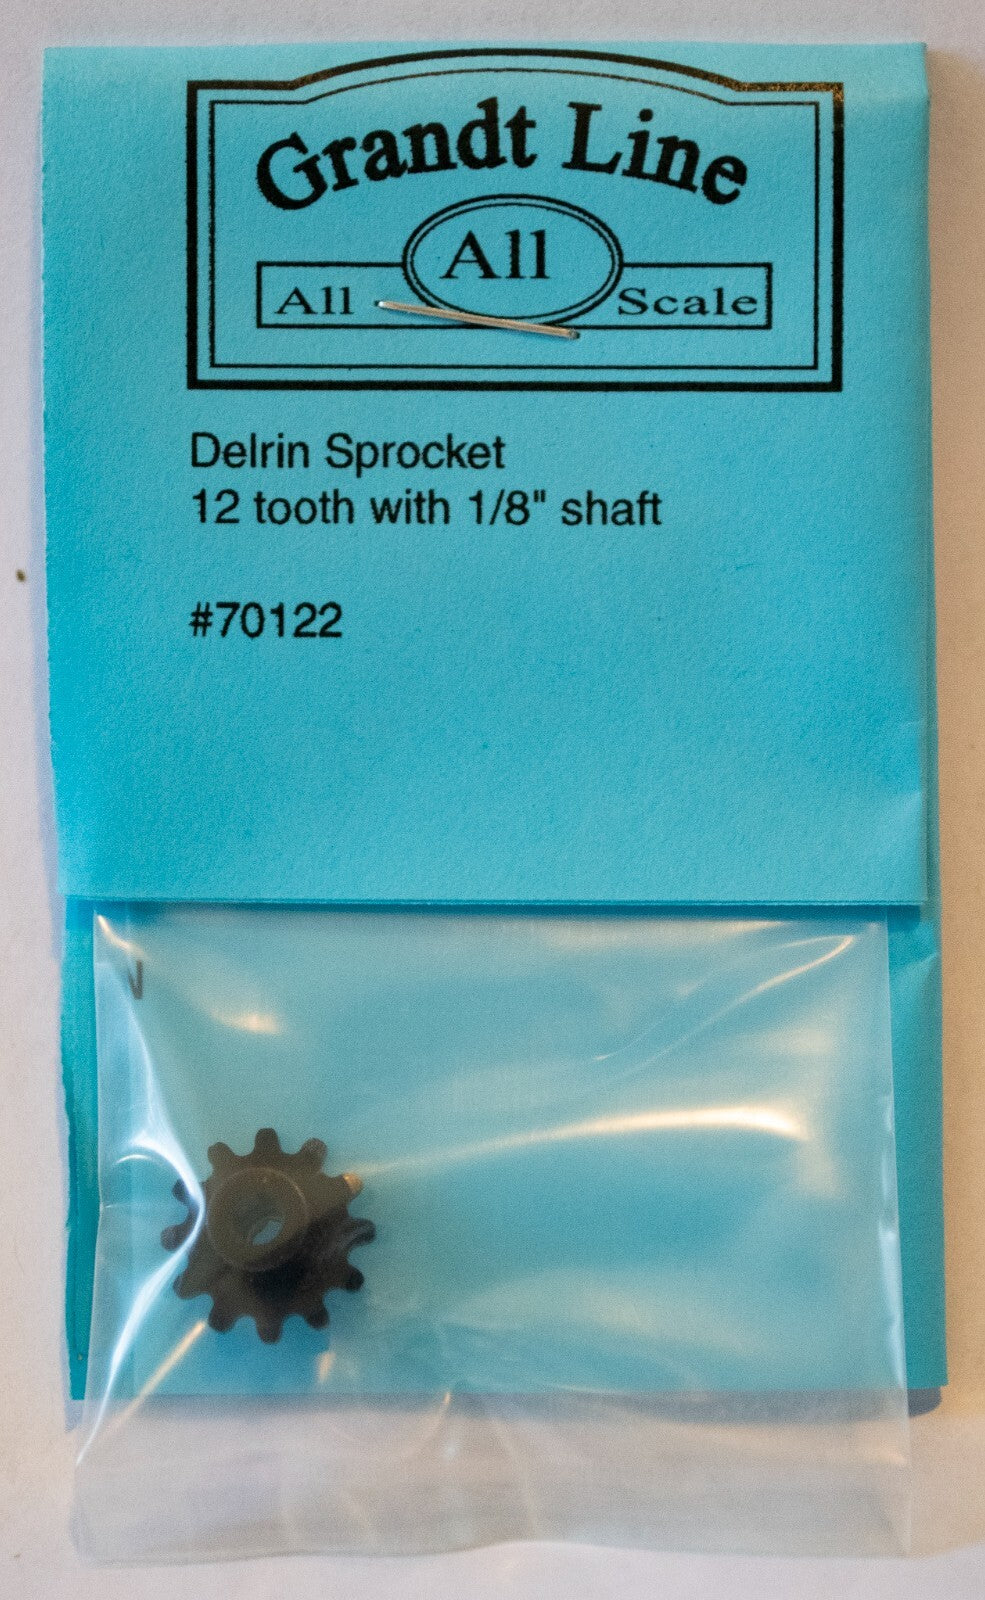 Grandt Line
All
All Scale
Delrin Sprocket
12 tooth with 1/8" shaft
#70122